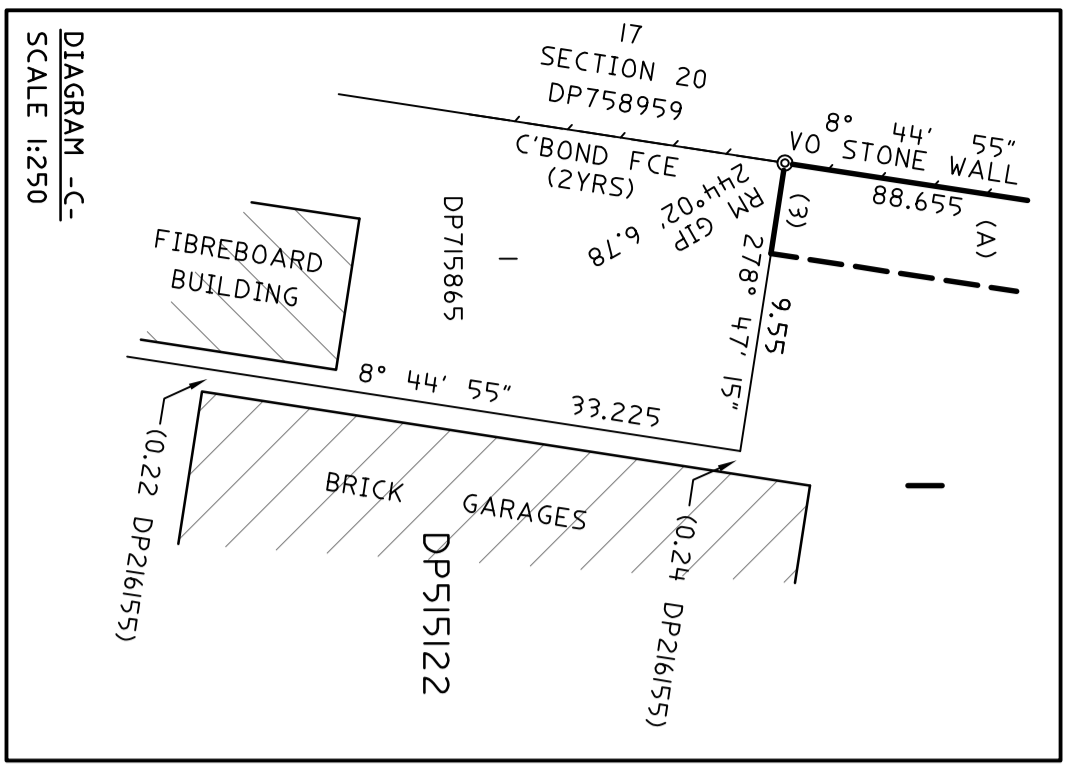 17
SECTION 20
DP758959
8° 44' 55"
VO STONE WALL
88.655
(A)
C'BOND FCE
(2YRS)
244°02'
RM GIP
6.78
(3)
278° 47' 15"
9.55
DP715865
1
FIBREBOARD
BUILDING
8° 44' 55"
33.225
1
BRICK GARAGES
DP515122
(0.22 DP216155)
(0.24 DP216155)
DIAGRAM -C-
SCALE 1:250